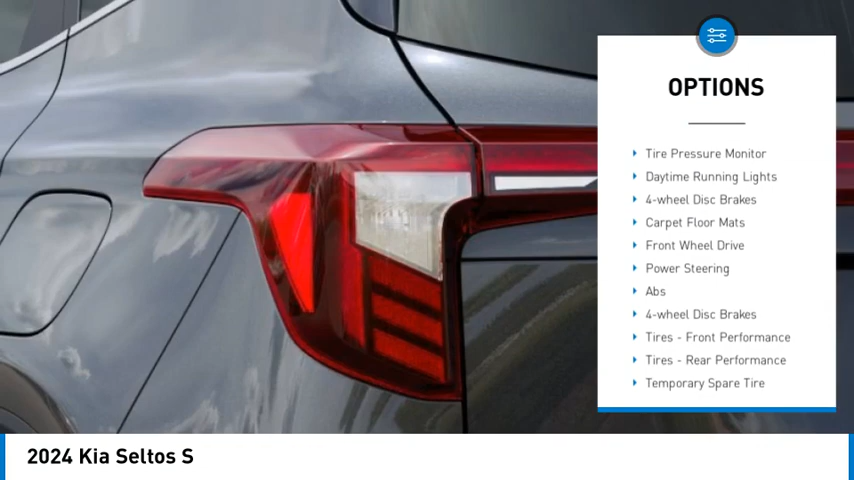 OPTIONS
Tire Pressure Monitor
Daytime Running Lights
4-wheel Disc Brakes
Carpet Floor Mats
Front Wheel Drive
Power Steering
Abs
4-wheel Disc Brakes
Tires - Front Performance
Tires - Rear Performance
Temporary Spare Tire
2024 Kia Seltos S